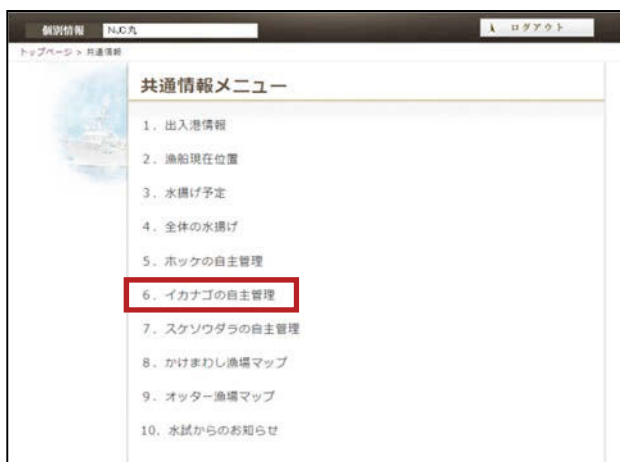 個別情報 NJC丸 ログアウト
トップページ > 共通情報
共通情報メニュー
1. 出入港情報
2. 漁船現在位置
3. 水揚げ予定
4. 全体の水揚げ
5. ホッケの自主管理
6. イカナゴの自主管理
7. スケソウダラの自主管理
8. かけまわし漁場マップ
9. オッター漁場マップ
10. 水試からのお知らせ